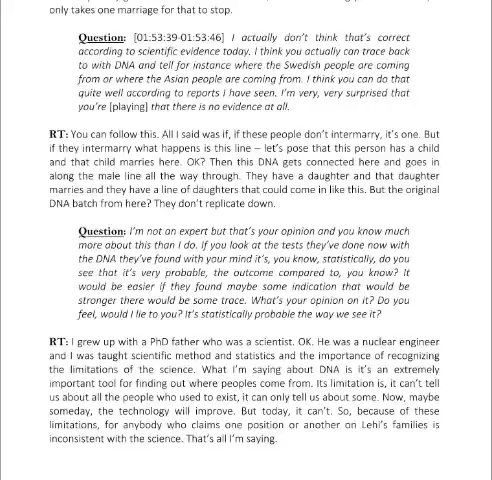 only takes one marriage for that to stop.
Question: [01:53:39-01:53:46] I actually don't think that's correct
according to scientific evidence today. I think you actually can trace back
to with DNA and tell for instance where the Swedish people are coming
from or where the Asian people are coming from. I think you can do that
quite well according to reports I have seen. I'm very, very surprised that
you're [playing] that there is no evidence at all.
RT: You can follow this. All I said was if, if these people don't intermarry, it's one. But
if they intermarry what happens is this line – let's pose that this person has a child
and that child marries here. OK? Then this DNA gets connected here and goes in
along the male line all the way through. They have a daughter and that daughter
marries and they have a line of daughters that could come in like this. But the original
DNA batch from here? They don't replicate down.
Question: I'm not an expert but that's your opinion and you know much
more about this than I do. If you look at the tests they've done now with
the DNA they've found with your mind it's, you know, statistically, do you
see that it's very probable, the outcome compared to, you know? It
would be easier if they found maybe some indication that would be
stronger there would be some trace. What's your opinion on it? Do you
feel, would I lie to you? It's statistically probable the way we see it?
RT: I grew up with a PhD father who was a scientist. OK. He was a nuclear engineer
and I was taught scientific method and statistics and the importance of recognizing
the limitations of the science. What I'm saying about DNA is it's an extremely
important tool for finding out where peoples come from. Its limitation is, it can't tell
us about all the people who used to exist, it can only tell us about some. Now, maybe
someday, the technology will improve. But today, it can't. So, because of these
limitations, for anybody who claims one position or another on Lehi's families is
inconsistent with the science. That's all I'm saying.